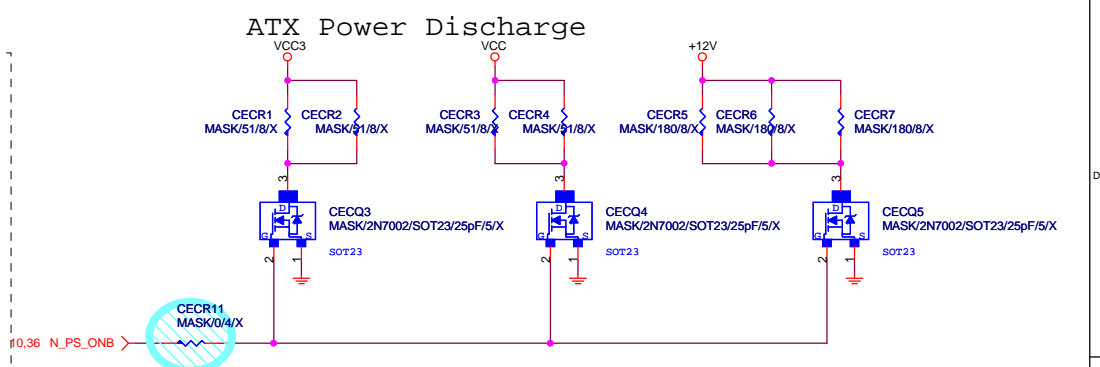 ATX Power Discharge
VCC3
VCC
+12V
CECR1
MASK/51/8/X
CECR2
MASK/51/8/X
CECR3
MASK/51/8/X
CECR4
MASK/51/8/X
CECR5
MASK/180/8/X
CECR6
MASK/180/8/X
CECR7
MASK/180/8/X
D
3
D
G
S
2
1
CECQ3
MASK/2N7002/SOT23/25pF/5/X
SOT23
3
D
G
S
2
1
CECQ4
MASK/2N7002/SOT23/25pF/5/X
SOT23
3
D
G
S
2
1
CECQ5
MASK/2N7002/SOT23/25pF/5/X
SOT23
CECR11
MASK/0/4/X
10,36 N_PS_ONB